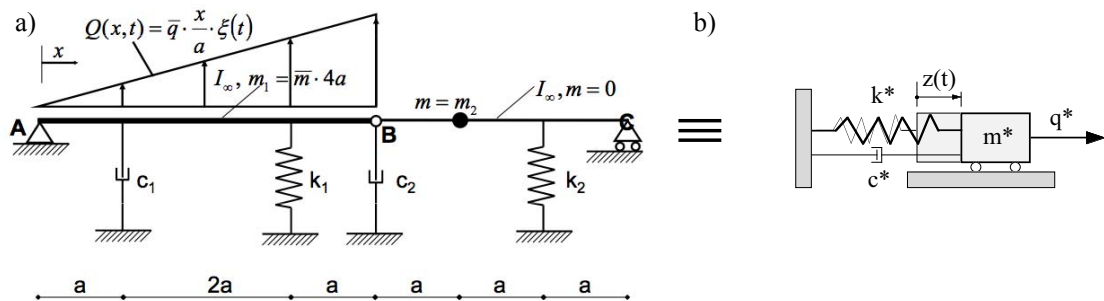 a)
Q(x,t) = q̄ · x/a · ξ(t)
x
I∞, m₁ = m̄ · 4a
m = m₂
I∞, m = 0
A
B
C
c₁
k₁
c₂
k₂
a
2a
a
a
a
a
b)
z(t)
k*
m*
q*
c*